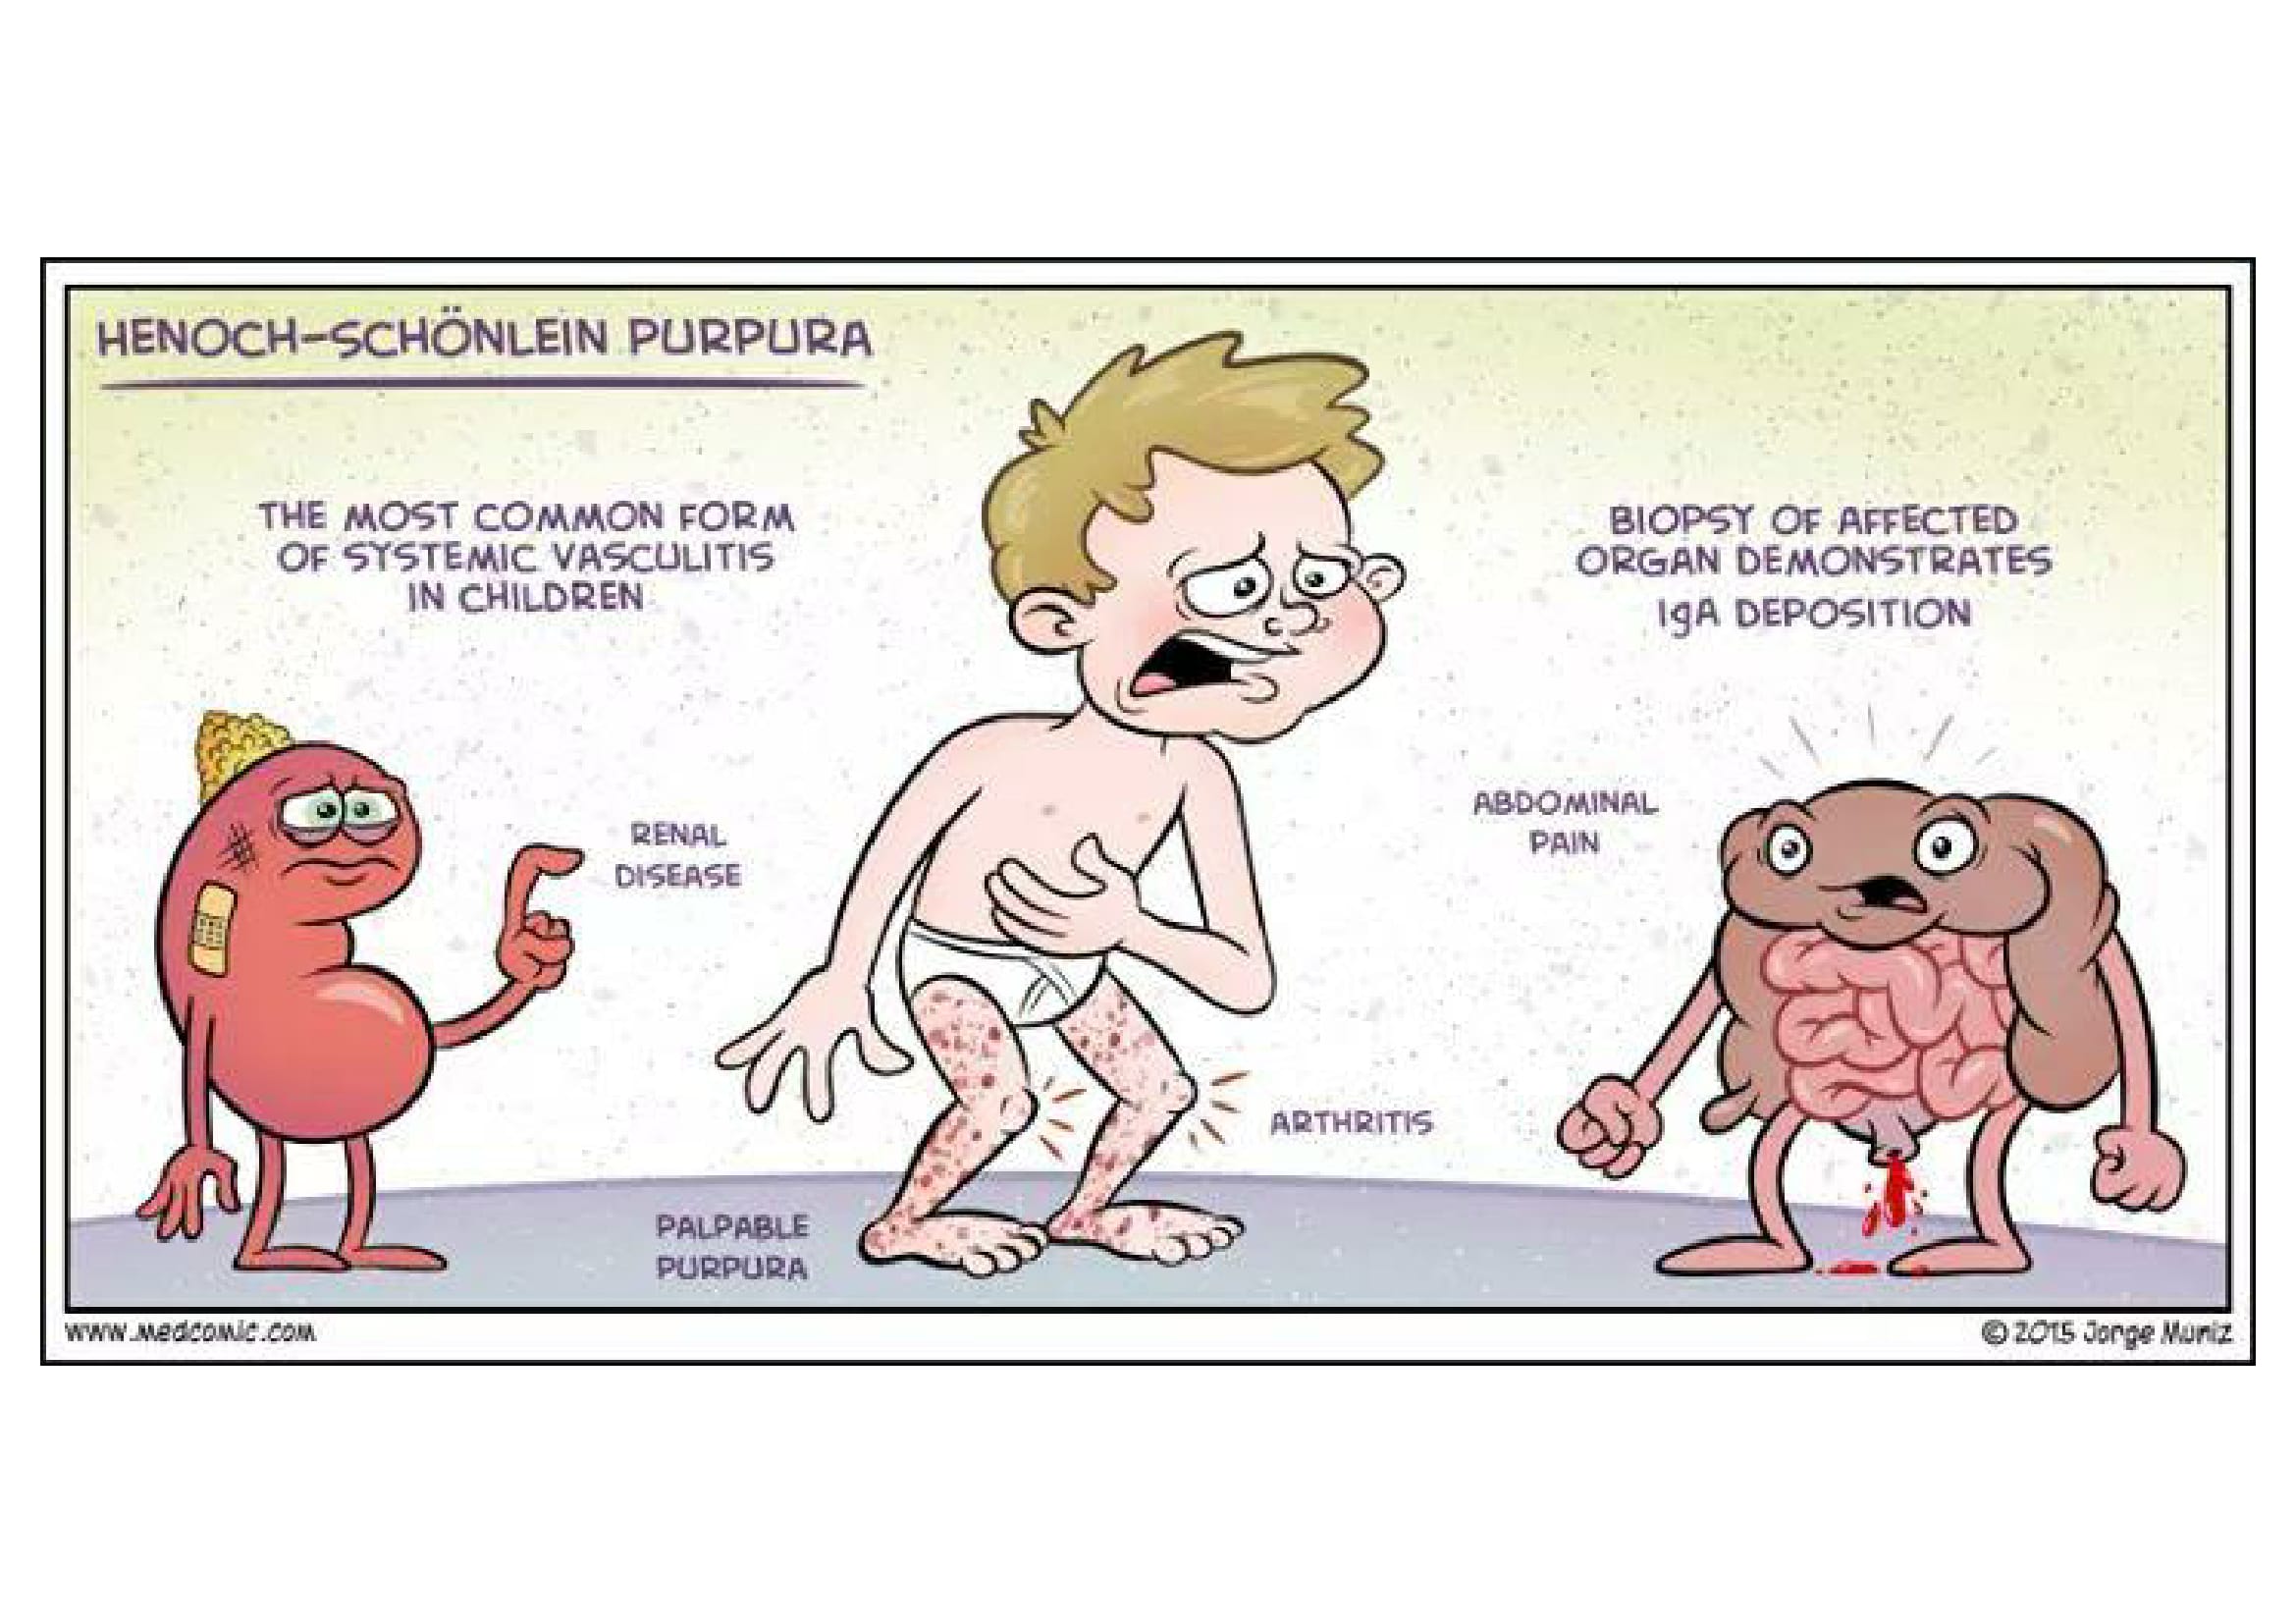 HENOCH-SCHÖNLEIN PURPURA
THE MOST COMMON FORM
OF SYSTEMIC VASCULITIS
IN CHILDREN
BIOPSY OF AFFECTED
ORGAN DEMONSTRATES
IgA DEPOSITION
RENAL
DISEASE
ABDOMINAL
PAIN
ARTHRITIS
PALPABLE
PURPURA
www.medcomic.com
© 2015 Jorge Muniz